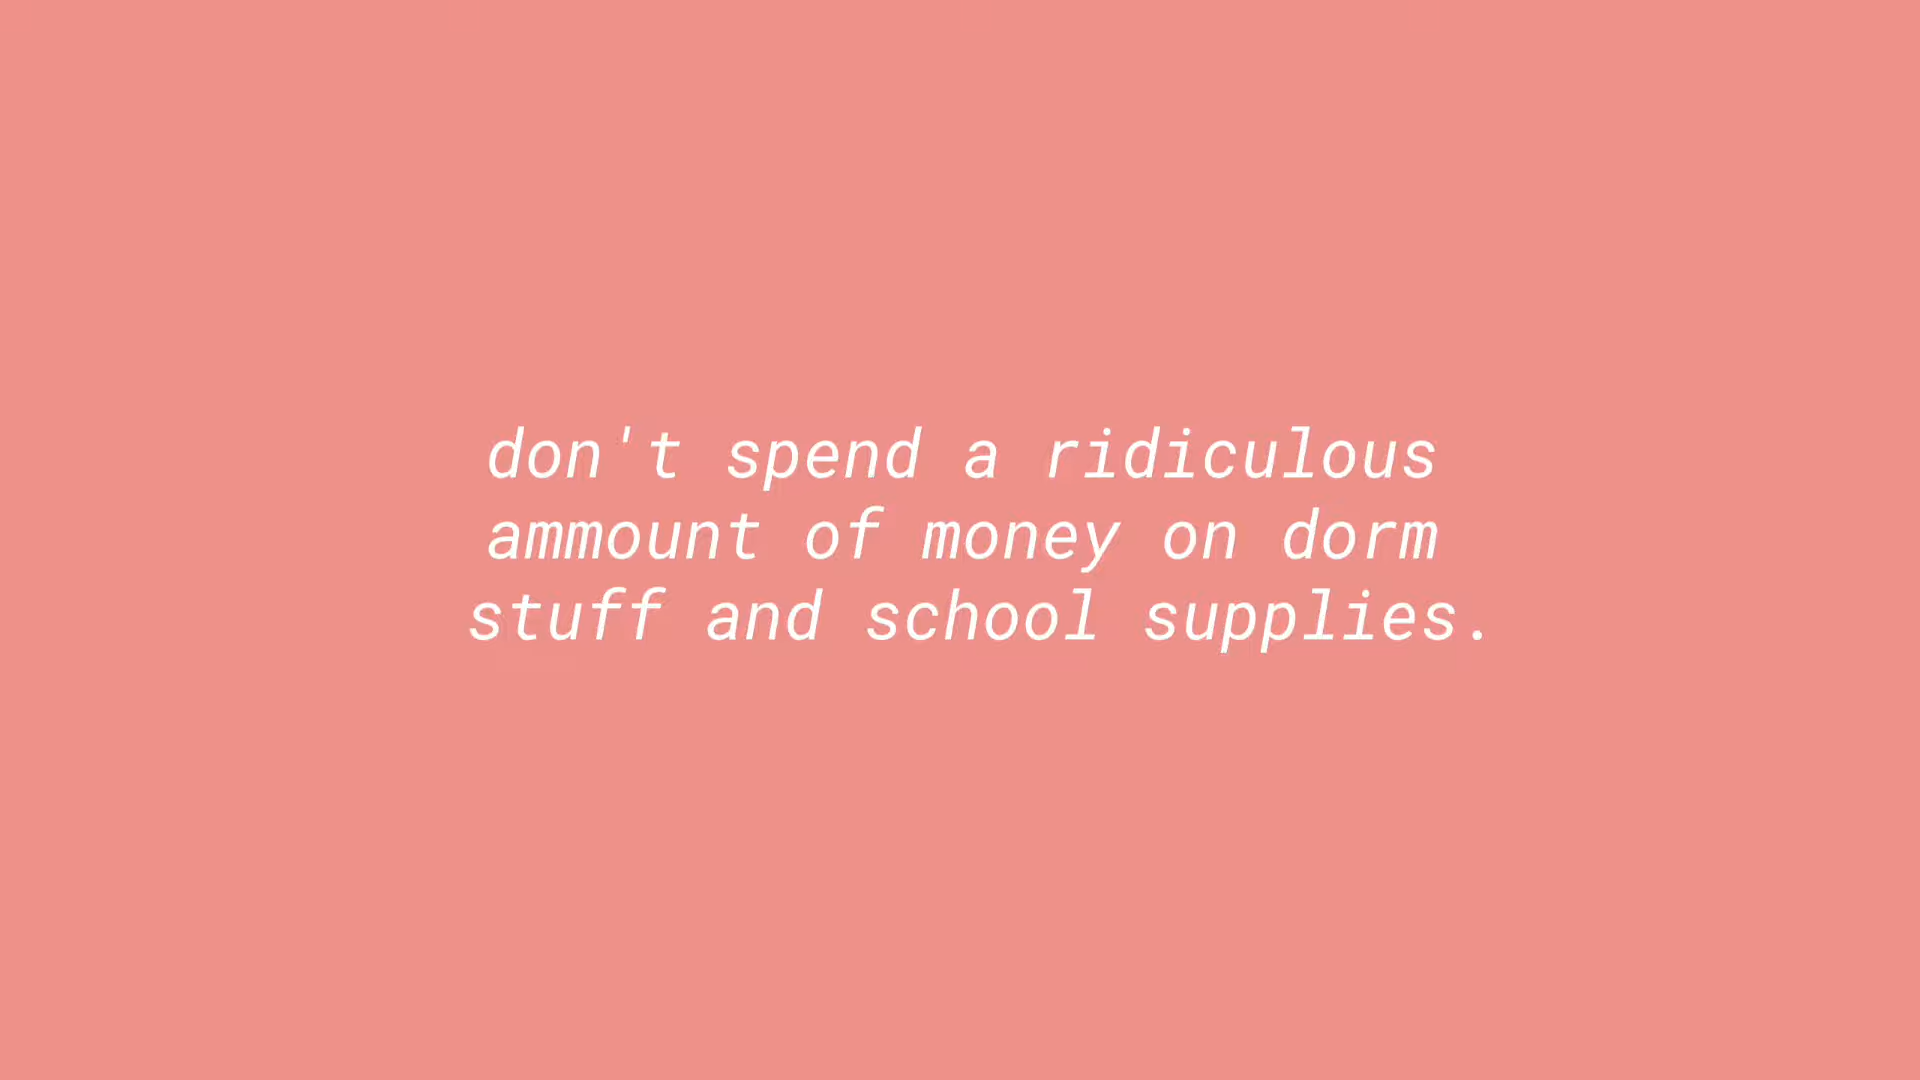 don't spend a ridiculous
ammount of money on dorm
stuff and school supplies.